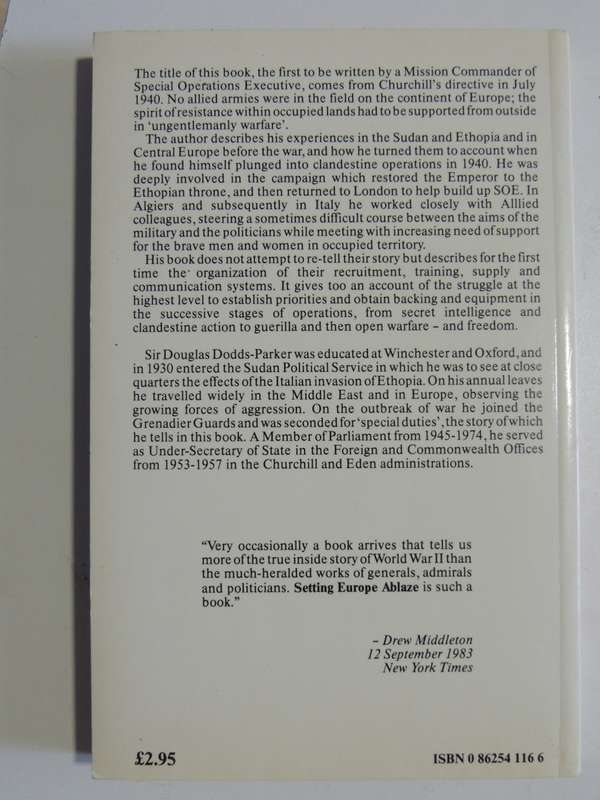 The title of this book, the first to be written by a Mission Commander of
Special Operations Executive, comes from Churchill's directive in July
1940. No allied armies were in the field on the continent of Europe; the
spirit of resistance within occupied lands had to be supported from outside
in 'ungentlemanly warfare'.
The author describes his experiences in the Sudan and Ethopia and in
Central Europe before the war, and how he turned them to account when
he found himself plunged into clandestine operations in 1940. He was
deeply involved in the campaign which restored the Emperor to the
Ethopian throne, and then returned to London to help build up SOE. In
Algiers and subsequently in Italy he worked closely with Alllied
colleagues, steering a sometimes difficult course between the aims of the
military and the politicians while meeting with increasing need of support
for the brave men and women in occupied territory.
His book does not attempt to re-tell their story but describes for the first
time the organization of their recruitment, training, supply and
communication systems. It gives too an account of the struggle at the
highest level to establish priorities and obtain backing and equipment in
the successive stages of operations, from secret intelligence and
clandestine action to guerilla and then open warfare – and freedom.
Sir Douglas Dodds-Parker was educated at Winchester and Oxford, and
in 1930 entered the Sudan Political Service in which he was to see at close
quarters the effects of the Italian invasion of Ethopia. On his annual leaves
he travelled widely in the Middle East and in Europe, observing the
growing forces of aggression. On the outbreak of war he joined the
Grenadier Guards and was seconded for 'special duties', the story of which
he tells in this book. A Member of Parliament from 1945-1974, he served
as Under-Secretary of State in the Foreign and Commonwealth Offices
from 1953-1957 in the Churchill and Eden administrations.
"Very occasionally a book arrives that tells us
more of the true inside story of World War II than
the much-heralded works of generals, admirals
and politicians. Setting Europe Ablaze is such a
book."
– Drew Middleton
12 September 1983
New York Times
£2.95
ISBN 0 86254 116 6